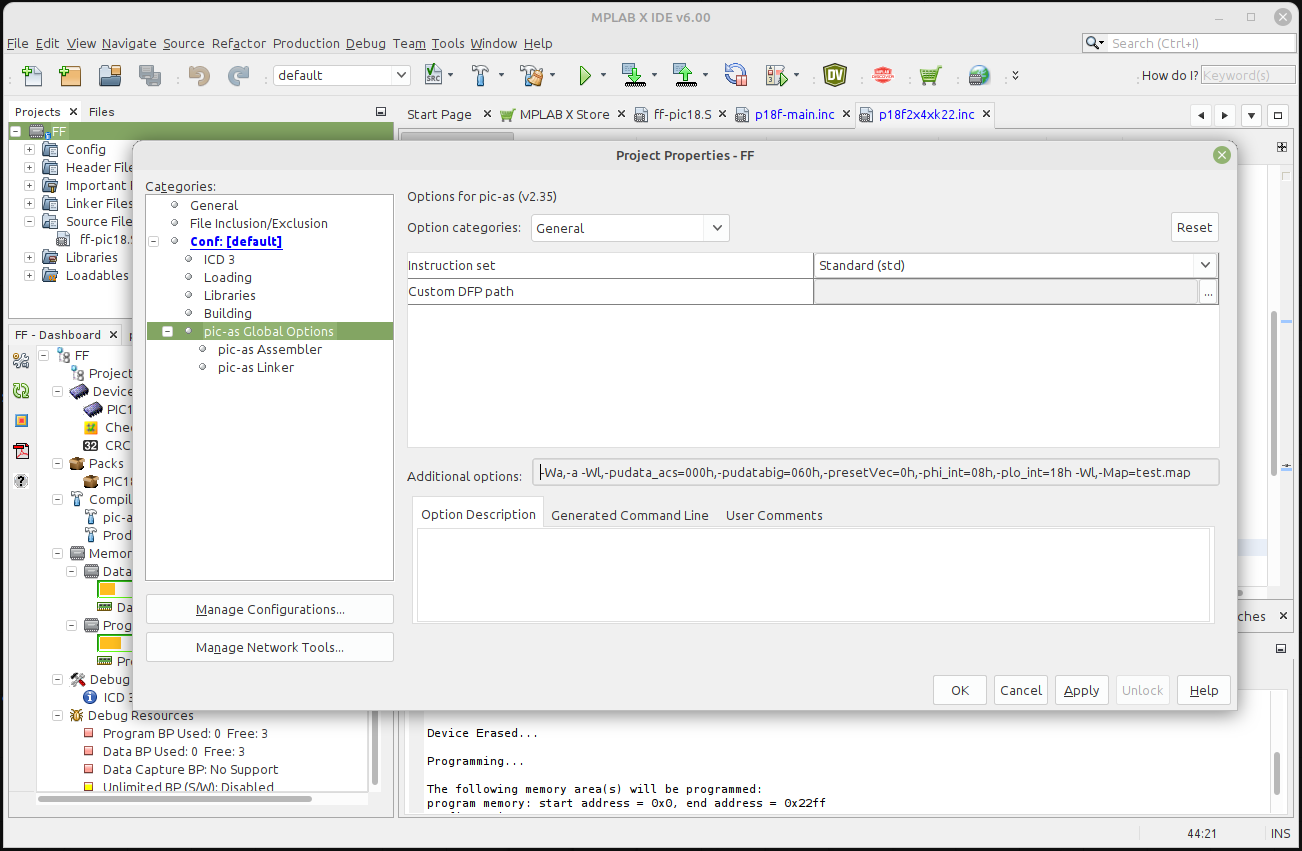 MPLAB X IDE v6.00
File Edit View Navigate Source Refactor Production Debug Team Tools Window Help
Search (Ctrl+I)
default
SRC
DV
How do I? Keyword(s)
Projects Files
Start Page MPLAB X Store ff-pic18.S p18f-main.inc p18f2x4xk22.inc
FF
Config
Header File
Important
Linker Files
Source File
ff-pic18.S
Libraries
Loadables
Project Properties - FF
Categories:
General
File Inclusion/Exclusion
Conf: [default]
ICD 3
Loading
Libraries
Building
pic-as Global Options
pic-as Assembler
pic-as Linker
Manage Configurations...
Manage Network Tools...
Options for pic-as (v2.35)
Option categories: General
Reset
Instruction set Standard (std)
Custom DFP path ...
Additional options: -Wa,-a -Wl,-pudata_acs=000h,-pudatabig=060h,-presetVec=0h,-phi_int=08h,-plo_int=18h -Wl,-Map=test.map
Option Description Generated Command Line User Comments
OK Cancel Apply Unlock Help
FF - Dashboard
FF
Project
Device
PIC1
Chec
32 CRC
Packs
PIC18
Compil
pic-a
Prod
Memor
Data
Da
Prog
Pr
Debug
ICD 3
Debug Resources
Program BP Used: 0 Free: 3
Data BP Used: 0 Free: 3
Data Capture BP: No Support
Unlimited BP (S/W): Disabled
ches
Device Erased...
Programming...
The following memory area(s) will be programmed:
program memory: start address = 0x0, end address = 0x22ff
44:21 INS